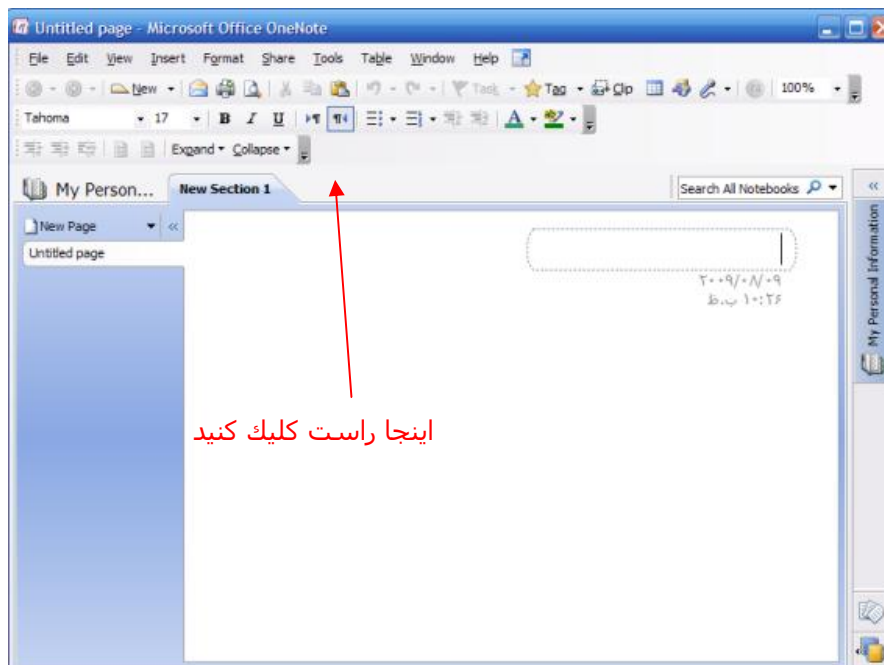 Untitled page - Microsoft Office OneNote
File Edit View Insert Format Share Tools Table Window Help
New Task Tag Clip 100%
Tahoma 17 B I U A
Expand Collapse
My Person... New Section 1 Search All Notebooks
New Page
Untitled page
۲۰۰۹/۰۸/۰۹
۱۰:۲۶ ب.ظ
My Personal Information
اینجا راست کلیك کنید